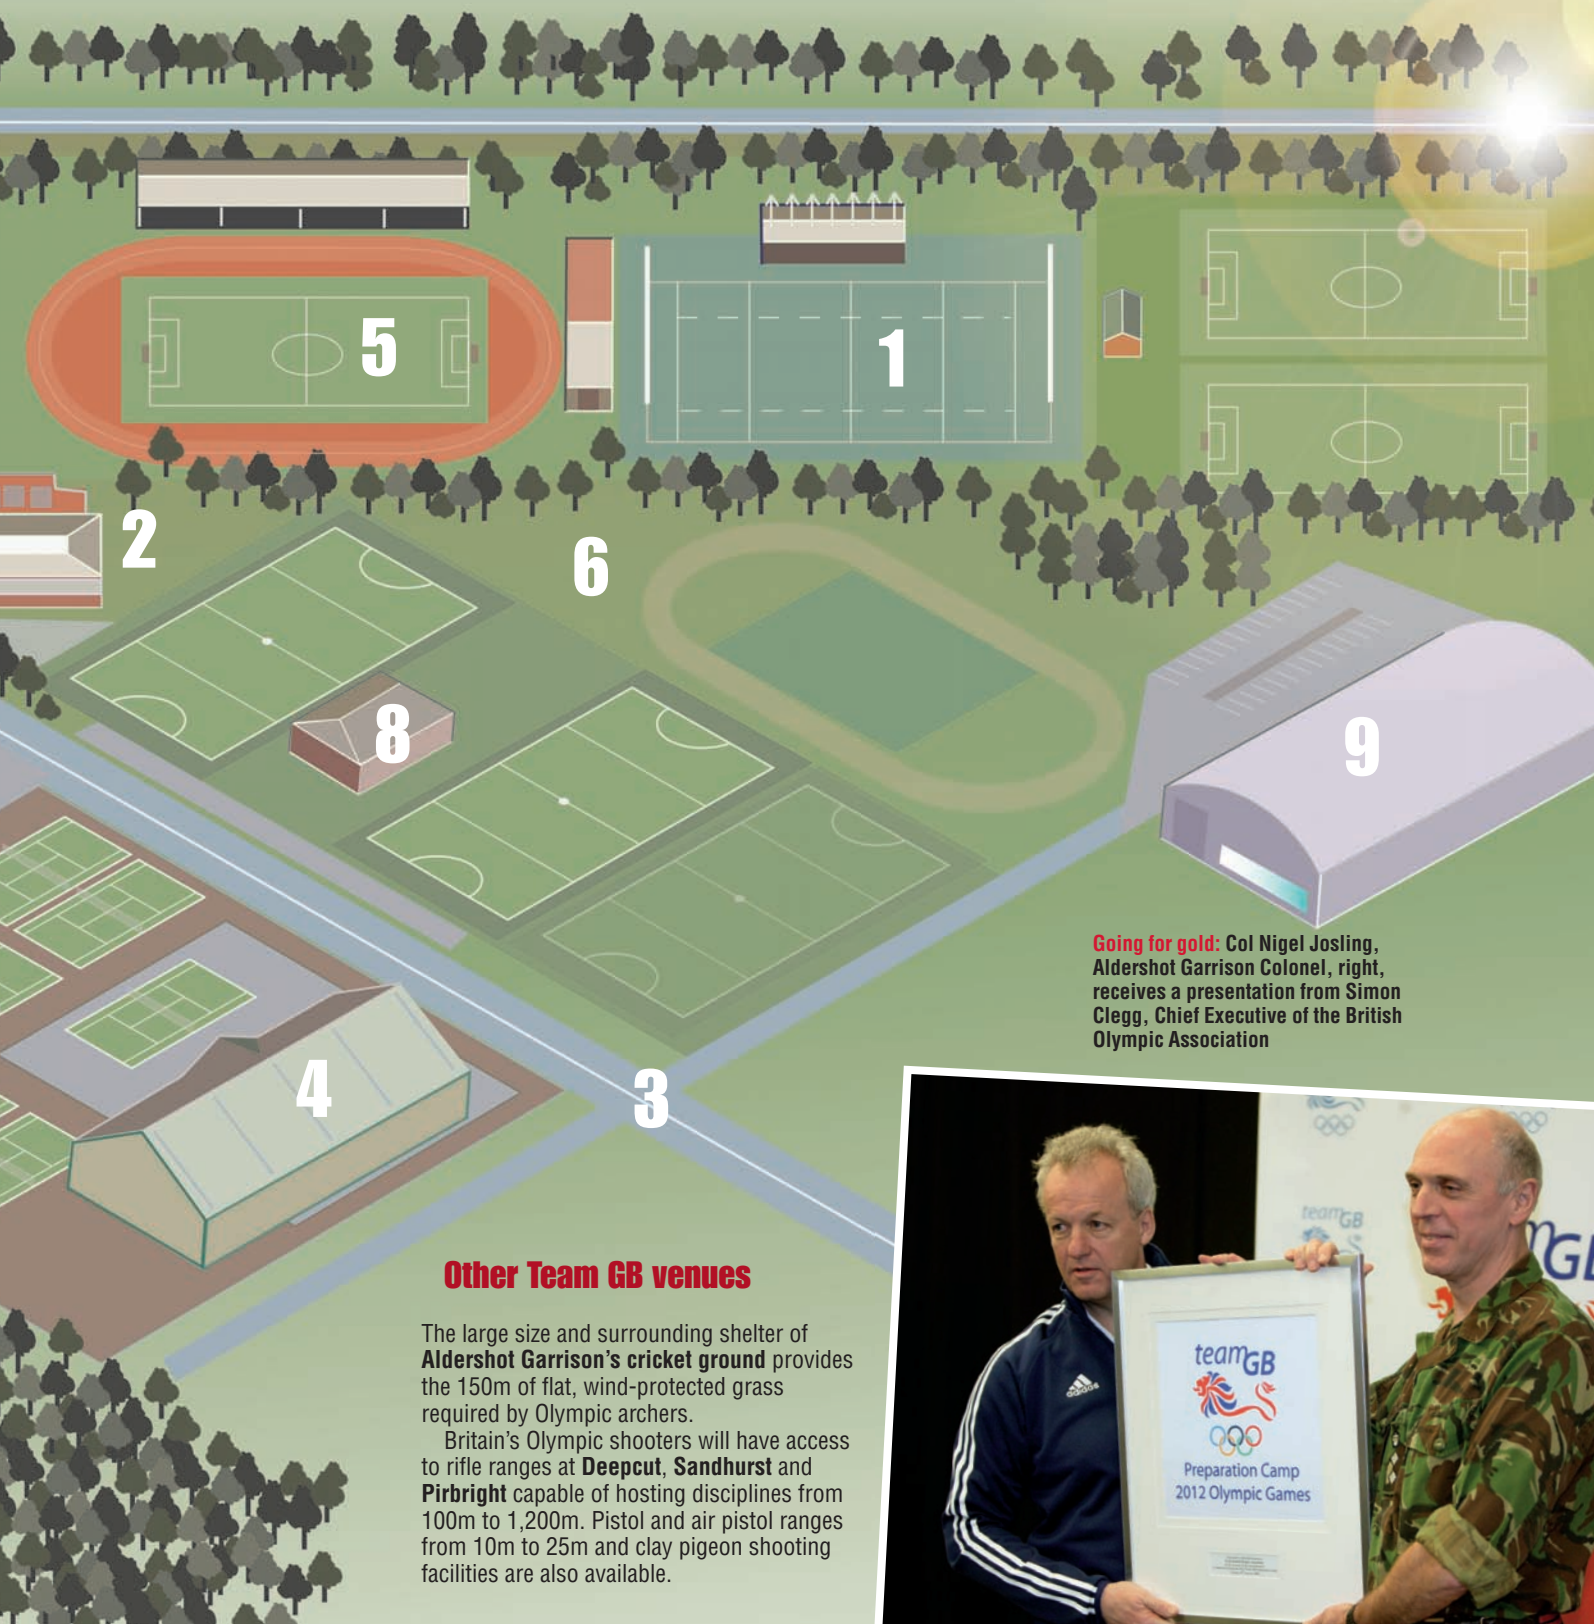 5
1
2
6
8
9
4
3
Going for gold: Col Nigel Josling,
Aldershot Garrison Colonel, right,
receives a presentation from Simon
Clegg, Chief Executive of the British
Olympic Association
Other Team GB venues
The large size and surrounding shelter of
Aldershot Garrison’s cricket ground provides
the 150m of flat, wind-protected grass
required by Olympic archers.
Britain’s Olympic shooters will have access
to rifle ranges at Deepcut, Sandhurst and
Pirbright capable of hosting disciplines from
100m to 1,200m. Pistol and air pistol ranges
from 10m to 25m and clay pigeon shooting
facilities are also available.
teamGB
adidas
teamGB
Preparation Camp
2012 Olympic Games